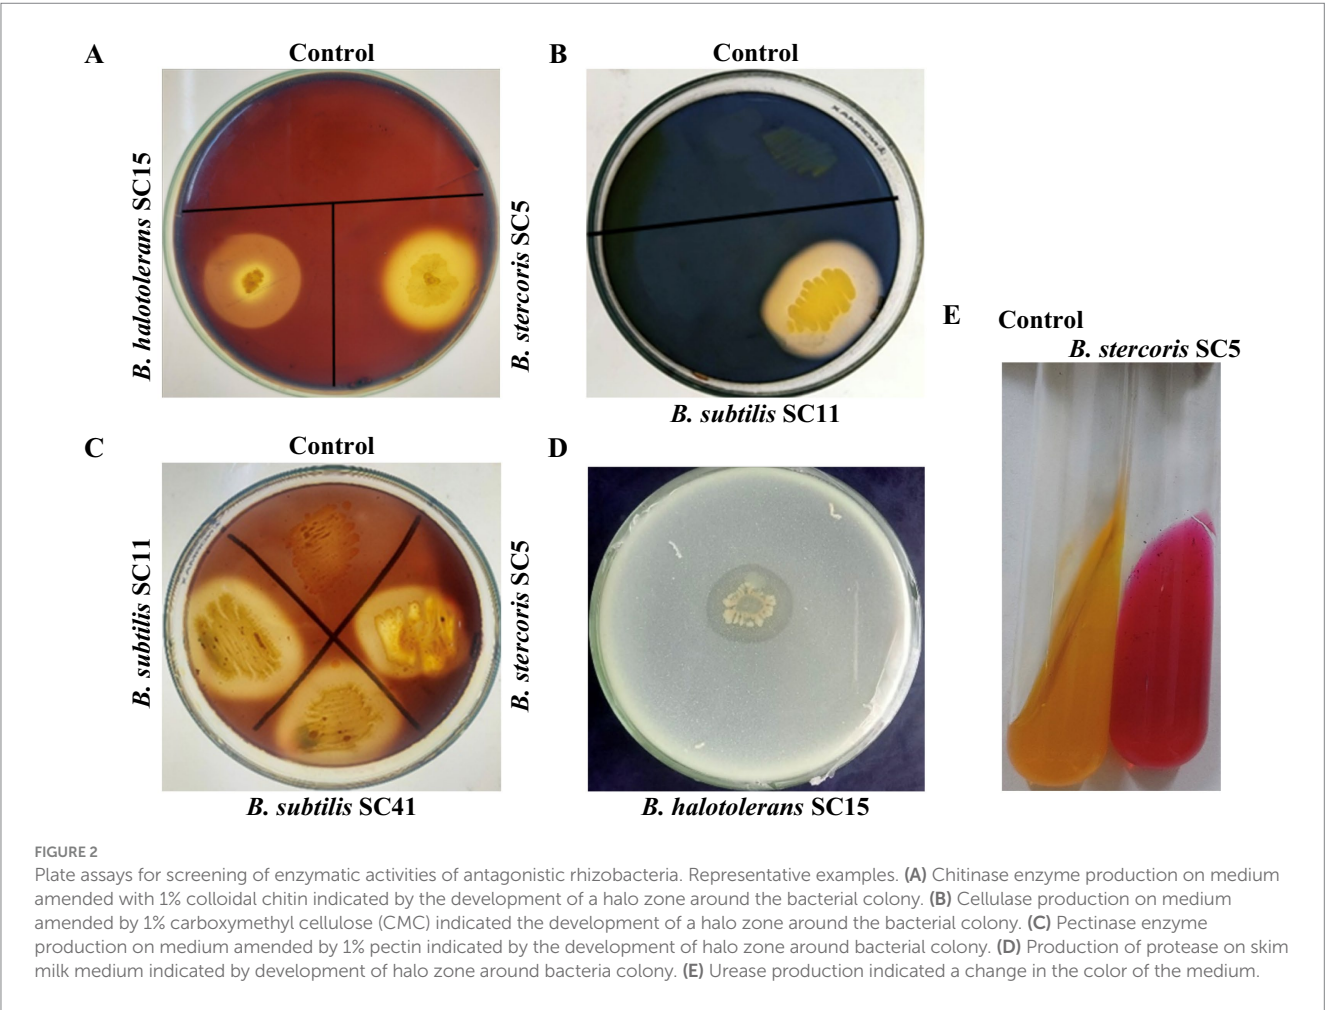 A
Control
B. halotolerans SC15
B. stercoris SC5
B
Control
B. subtilis SC11
C
Control
B. subtilis SC11
B. stercoris SC5
B. subtilis SC41
D
B. halotolerans SC15
E
Control
B. stercoris SC5
FIGURE 2
Plate assays for screening of enzymatic activities of antagonistic rhizobacteria. Representative examples. (A) Chitinase enzyme production on medium
amended with 1% colloidal chitin indicated by the development of a halo zone around the bacterial colony. (B) Cellulase production on medium
amended by 1% carboxymethyl cellulose (CMC) indicated the development of a halo zone around the bacterial colony. (C) Pectinase enzyme
production on medium amended by 1% pectin indicated by the development of halo zone around bacterial colony. (D) Production of protease on skim
milk medium indicated by development of halo zone around bacteria colony. (E) Urease production indicated a change in the color of the medium.